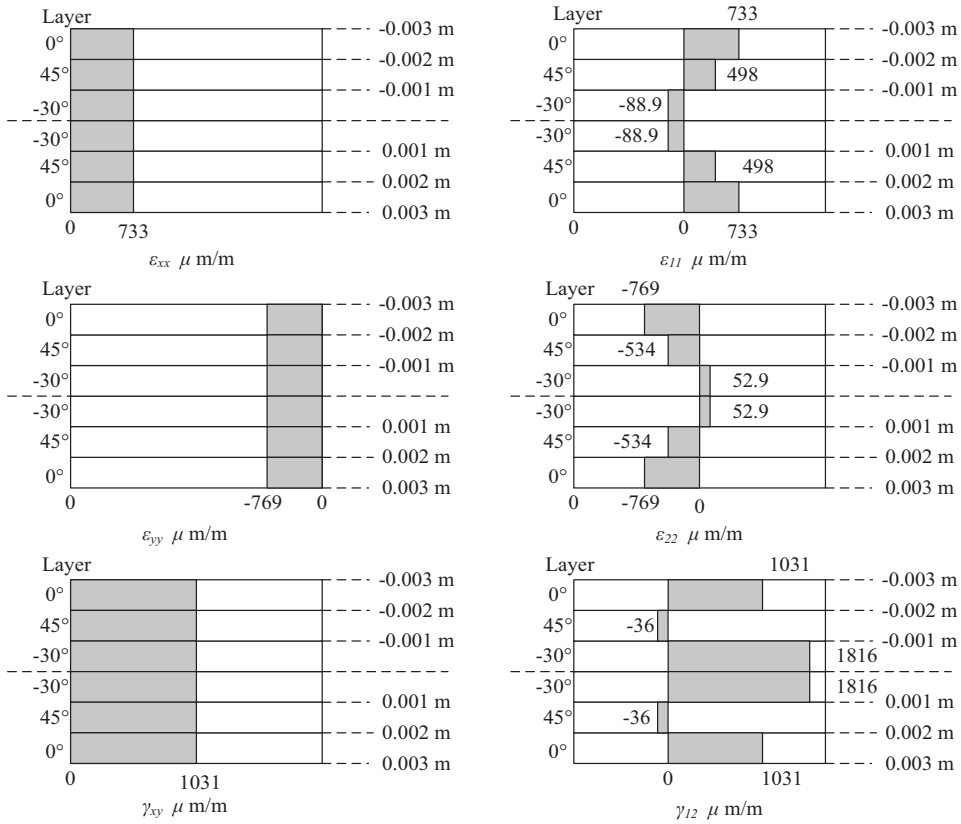 Layer
0°
45°
-30°
-30°
45°
0°
-0.003 m
-0.002 m
-0.001 m
0.001 m
0.002 m
0.003 m
0 733
εxx μ m/m
733
Layer
0°
45°
-30°
-30°
45°
0°
498
-88.9
-88.9
498
-0.003 m
-0.002 m
-0.001 m
0.001 m
0.002 m
0.003 m
0 0 733
ε11 μ m/m
Layer
0°
45°
-30°
-30°
45°
0°
-0.003 m
-0.002 m
-0.001 m
0.001 m
0.002 m
0.003 m
0 -769 0
εyy μ m/m
Layer -769
0°
45°
-30°
-30°
45°
0°
-534
52.9
52.9
-534
-0.003 m
-0.002 m
-0.001 m
0.001 m
0.002 m
0.003 m
0 -769 0
ε22 μ m/m
Layer
0°
45°
-30°
-30°
45°
0°
-0.003 m
-0.002 m
-0.001 m
0.001 m
0.002 m
0.003 m
0 1031
γxy μ m/m
Layer 1031
0°
45°
-30°
-30°
45°
0°
-36
1816
1816
-36
-0.003 m
-0.002 m
-0.001 m
0.001 m
0.002 m
0.003 m
0 1031
γ12 μ m/m